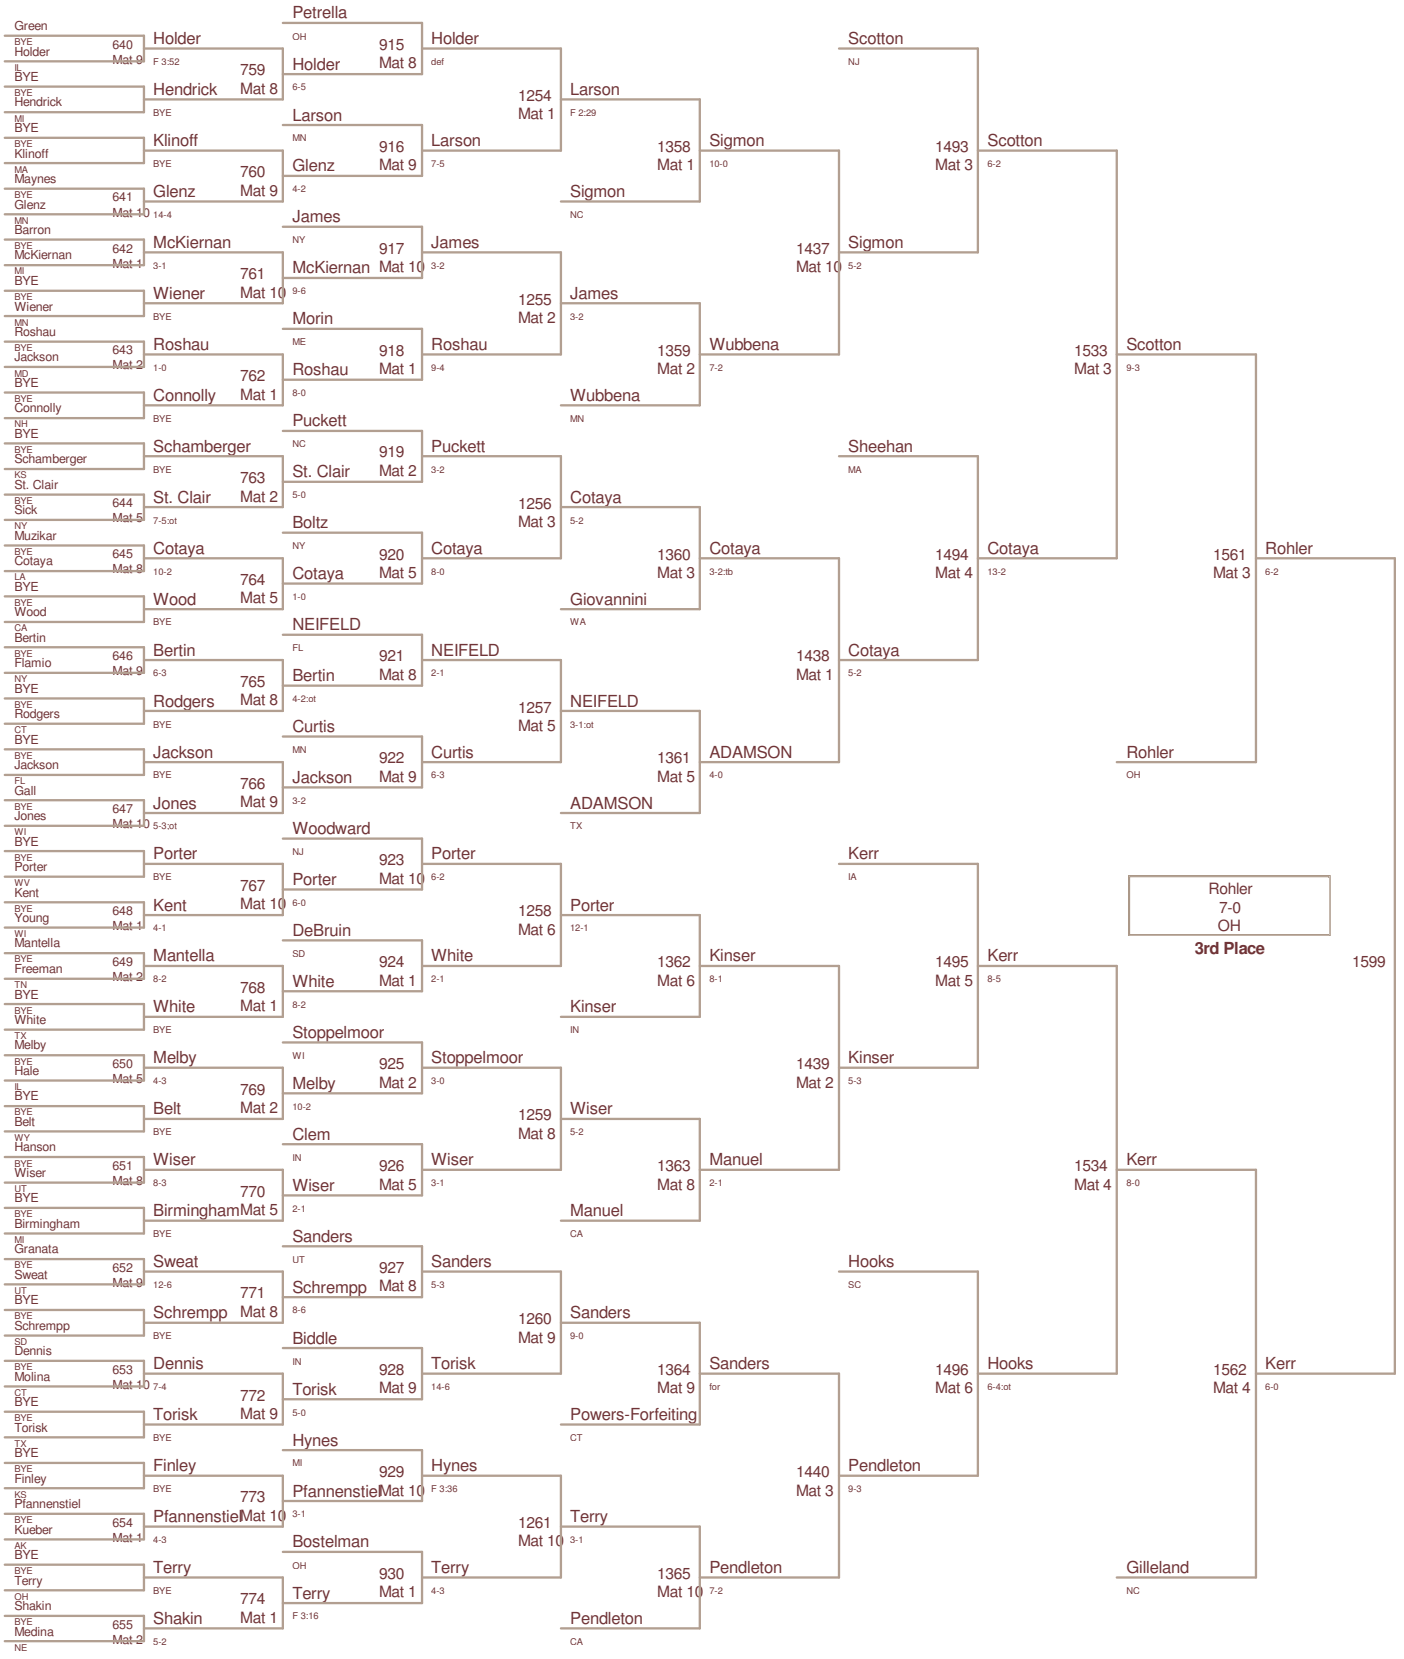 Green
BYE
Holder
IL
BYE
BYE
Hendrick
MI
BYE
BYE
Klinoff
MA
Maynes
BYE
Glenz
MN
Barron
BYE
McKiernan
MI
BYE
BYE
Wiener
MN
Roshau
BYE
Jackson
MD
BYE
BYE
Connolly
NH
BYE
BYE
Schamberger
KS
St. Clair
BYE
Sick
NY
Muzikar
BYE
Cotaya
LA
BYE
BYE
Wood
CA
Bertin
BYE
Flamio
NY
BYE
BYE
Rodgers
CT
BYE
BYE
Jackson
FL
Gall
BYE
Jones
WI
BYE
BYE
Porter
WV
Kent
BYE
Young
WI
Mantella
BYE
Freeman
TN
BYE
BYE
White
TX
Melby
BYE
Hale
IL
BYE
BYE
Belt
WY
Hanson
BYE
Wiser
UT
BYE
BYE
Birmingham
MI
Granata
BYE
Sweat
UT
BYE
BYE
Schrempp
SD
Dennis
BYE
Molina
CT
BYE
BYE
Torisk
TX
BYE
BYE
Finley
KS
Pfannenstiel
BYE
Kueber
AK
BYE
BYE
Terry
OH
Shakin
BYE
Medina
NE
640
Mat 9
641
Mat 10
642
Mat 1
643
Mat 2
644
Mat 5
645
Mat 8
646
Mat 9
647
Mat 10
648
Mat 1
649
Mat 2
650
Mat 5
651
Mat 8
652
Mat 9
653
Mat 10
654
Mat 1
655
Mat 2
Holder
F 3:52
Hendrick
BYE
Klinoff
BYE
Glenz
14-4
McKiernan
3-1
Wiener
BYE
Roshau
1-0
Connolly
BYE
Schamberger
BYE
St. Clair
7-5:ot
Cotaya
10-2
Wood
BYE
Bertin
6-3
Rodgers
BYE
Jackson
BYE
Jones
5-3:ot
Porter
BYE
Kent
4-1
Mantella
8-2
White
BYE
Melby
4-3
Belt
BYE
Wiser
8-3
Birmingham
BYE
Sweat
12-6
Schrempp
BYE
Dennis
7-4
Torisk
BYE
Finley
BYE
Pfannenstiel
4-3
Terry
BYE
Shakin
5-2
759
Mat 8
760
Mat 9
761
Mat 10
762
Mat 1
763
Mat 2
764
Mat 5
765
Mat 8
766
Mat 9
767
Mat 10
768
Mat 1
769
Mat 2
770
Mat 5
771
Mat 8
772
Mat 9
773
Mat 10
774
Mat 1
Petrella
OH
Holder
6-5
Larson
MN
Glenz
4-2
James
NY
McKiernan
9-6
Morin
ME
Roshau
8-0
Puckett
NC
St. Clair
5-0
Boltz
NY
Cotaya
1-0
NEIFELD
FL
Bertin
4-2:ot
Curtis
MN
Jackson
3-2
Woodward
NJ
Porter
6-0
DeBruin
SD
White
8-2
Stoppelmoor
WI
Melby
10-2
Clem
IN
Wiser
2-1
Sanders
UT
Schrempp
8-6
Biddle
IN
Torisk
5-0
Hynes
MI
Pfannenstiel
3-1
Bostelman
OH
Terry
F 3:16
915
Mat 8
916
Mat 9
917
Mat 10
918
Mat 1
919
Mat 2
920
Mat 5
921
Mat 8
922
Mat 9
923
Mat 10
924
Mat 1
925
Mat 2
926
Mat 5
927
Mat 8
928
Mat 9
929
Mat 10
930
Mat 1
Holder
def
Larson
7-5
James
3-2
Roshau
9-4
Puckett
3-2
Cotaya
8-0
NEIFELD
2-1
Curtis
6-3
Porter
6-2
White
2-1
Stoppelmoor
3-0
Wiser
3-1
Sanders
5-3
Torisk
14-6
Hynes
F 3:36
Terry
4-3
1254
Mat 1
1255
Mat 2
1256
Mat 3
1257
Mat 5
1258
Mat 6
1259
Mat 8
1260
Mat 9
1261
Mat 10
Larson
F 2:29
Sigmon
NC
James
3-2
Wubbena
MN
Cotaya
5-2
Giovannini
WA
NEIFELD
3-1:ot
ADAMSON
TX
Porter
12-1
Kinser
IN
Wiser
5-2
Manuel
CA
Sanders
9-0
Powers-Forfeiting
CT
Terry
3-1
Pendleton
CA
1358
Mat 1
1359
Mat 2
1360
Mat 3
1361
Mat 5
1362
Mat 6
1363
Mat 8
1364
Mat 9
1365
Mat 10
Sigmon
10-0
Wubbena
7-2
Cotaya
3-2:tb
ADAMSON
4-0
Kinser
8-1
Manuel
2-1
Sanders
for
Pendleton
7-2
1437
Mat 10
1438
Mat 1
1439
Mat 2
1440
Mat 3
Scotton
NJ
Sigmon
5-2
Sheehan
MA
Cotaya
5-2
Kerr
IA
Kinser
5-3
Hooks
SC
Pendleton
9-3
1493
Mat 3
1494
Mat 4
1495
Mat 5
1496
Mat 6
Scotton
6-2
Cotaya
13-2
Kerr
8-5
Hooks
6-4:ot
1533
Mat 3
1534
Mat 4
Scotton
9-3
Rohler
OH
Kerr
8-0
Gilleland
NC
1561
Mat 3
1562
Mat 4
Rohler
6-2
Kerr
6-0
Rohler
7-0
OH
3rd Place
1599